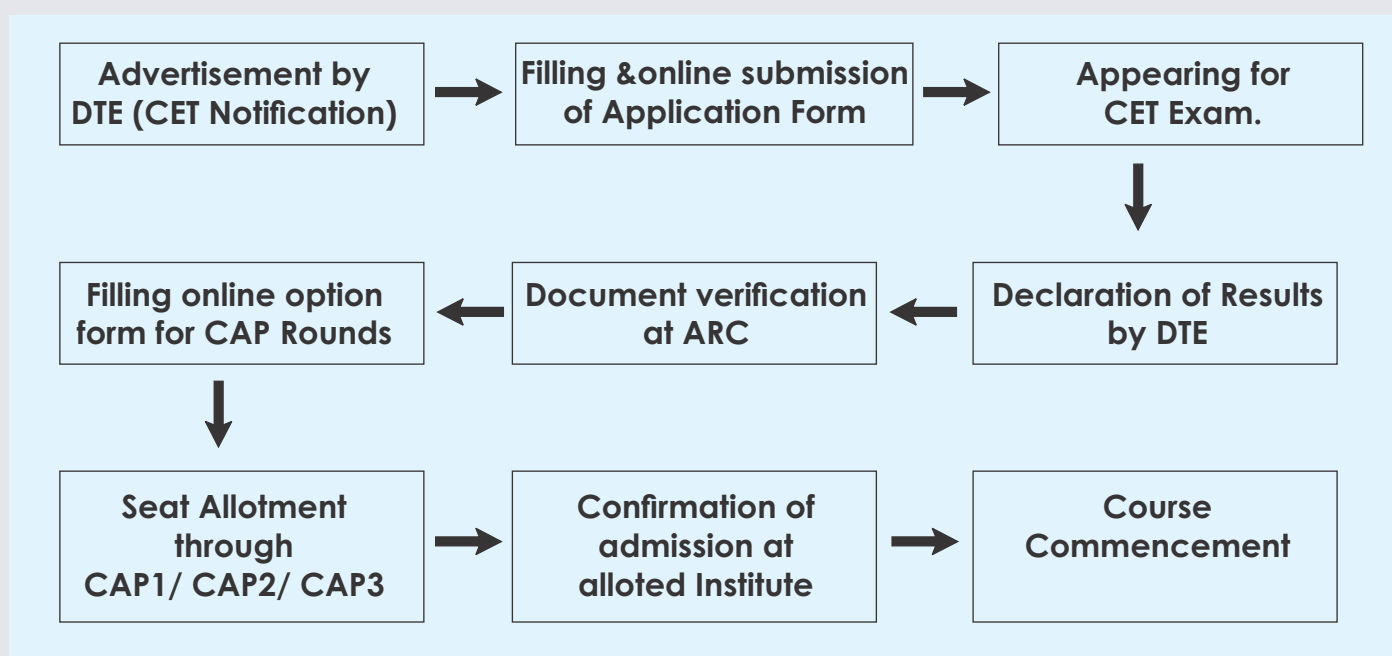 Advertisement by
DTE (CET Notification)
Filling &online submission
of Application Form
Appearing for
CET Exam.
Declaration of Results
by DTE
Document verification
at ARC
Filling online option
form for CAP Rounds
Seat Allotment
through
CAP1/ CAP2/ CAP3
Confirmation of
admission at
alloted Institute
Course
Commencement